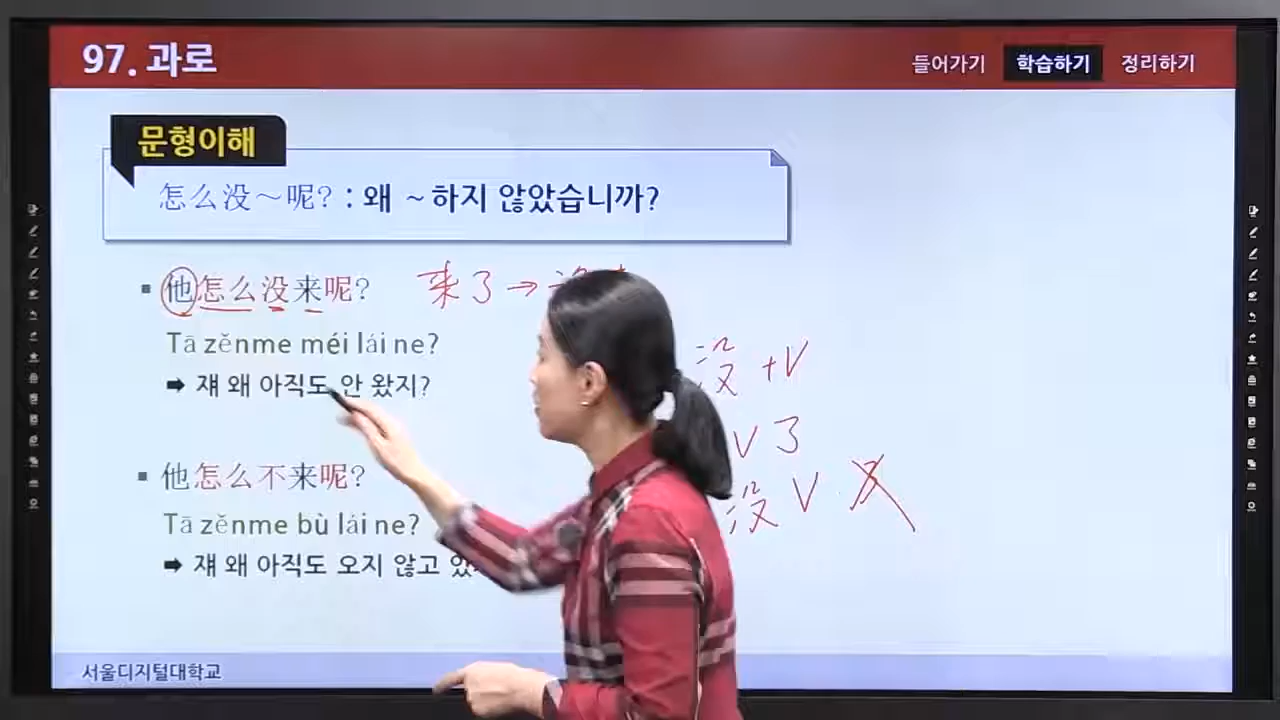 97. 과로
들어가기 학습하기 정리하기
문형이해
怎么没～呢? : 왜 ~하지 않았습니까?
▪ 他怎么没来呢? 来了→
Tā zěnme méi lái ne?
➡ 쟤 왜 아직도 안 왔지?
没 +V
V 了
没 V
▪ 他怎么不来呢?
Tā zěnme bù lái ne?
➡ 쟤 왜 아직도 오지 않고
서울디지털대학교